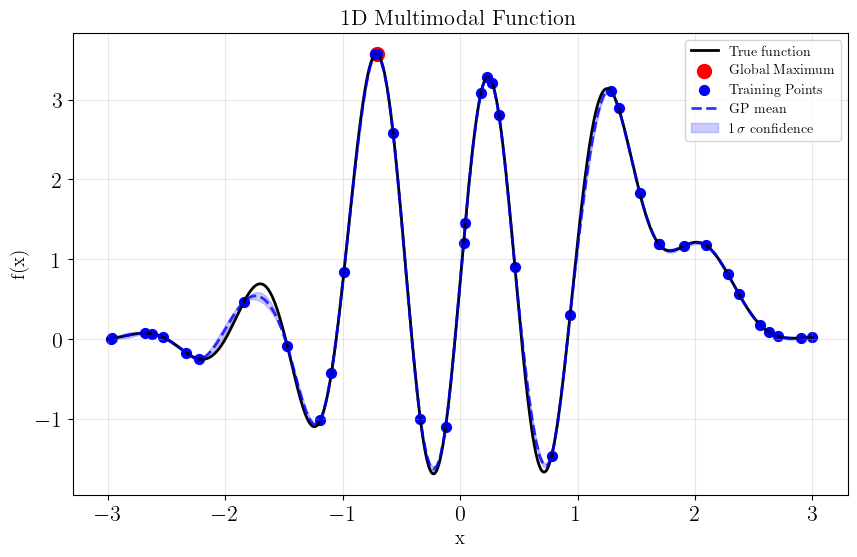 1D Multimodal Function
True function
Global Maximum
Training Points
GP mean
1 σ confidence
f(x)
3
2
1
0
−1
−3 −2 −1 0 1 2 3
x